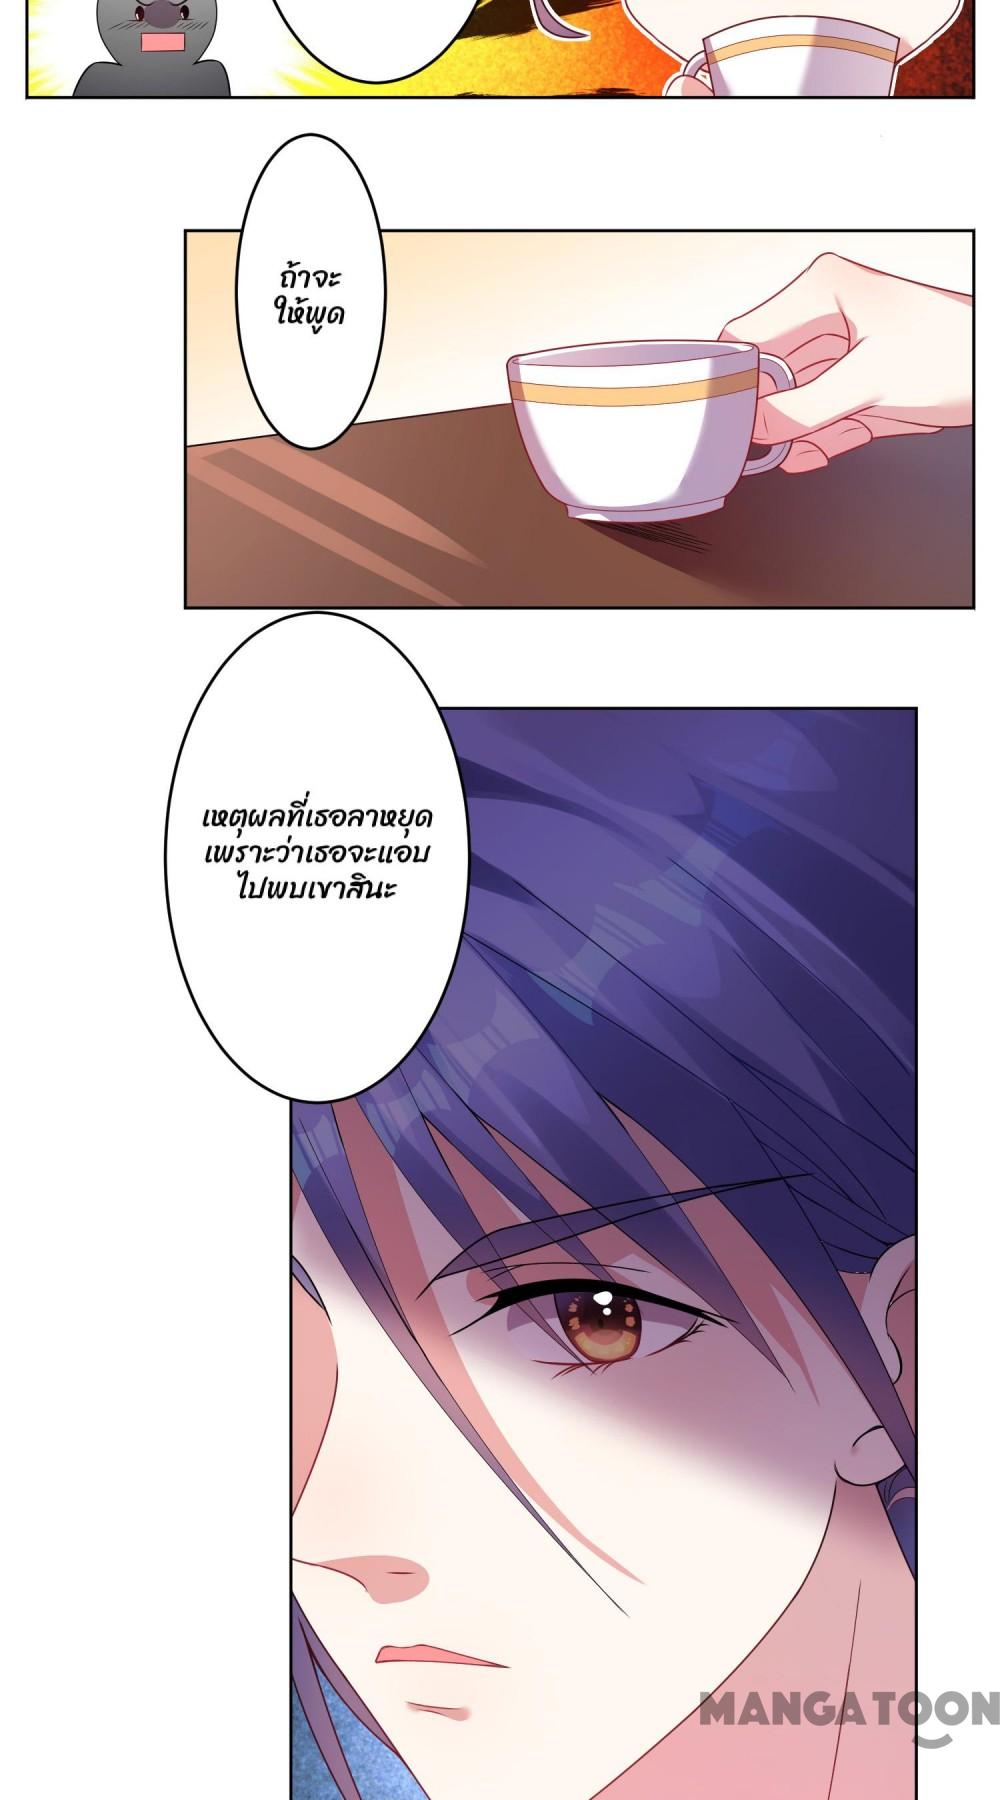 ถ้าจะ
ให้พูด
เหตุผลที่เธอลาหยุด
เพราะว่าเธอจะแอบ
ไปพบเขาสินะ
MANGATOON